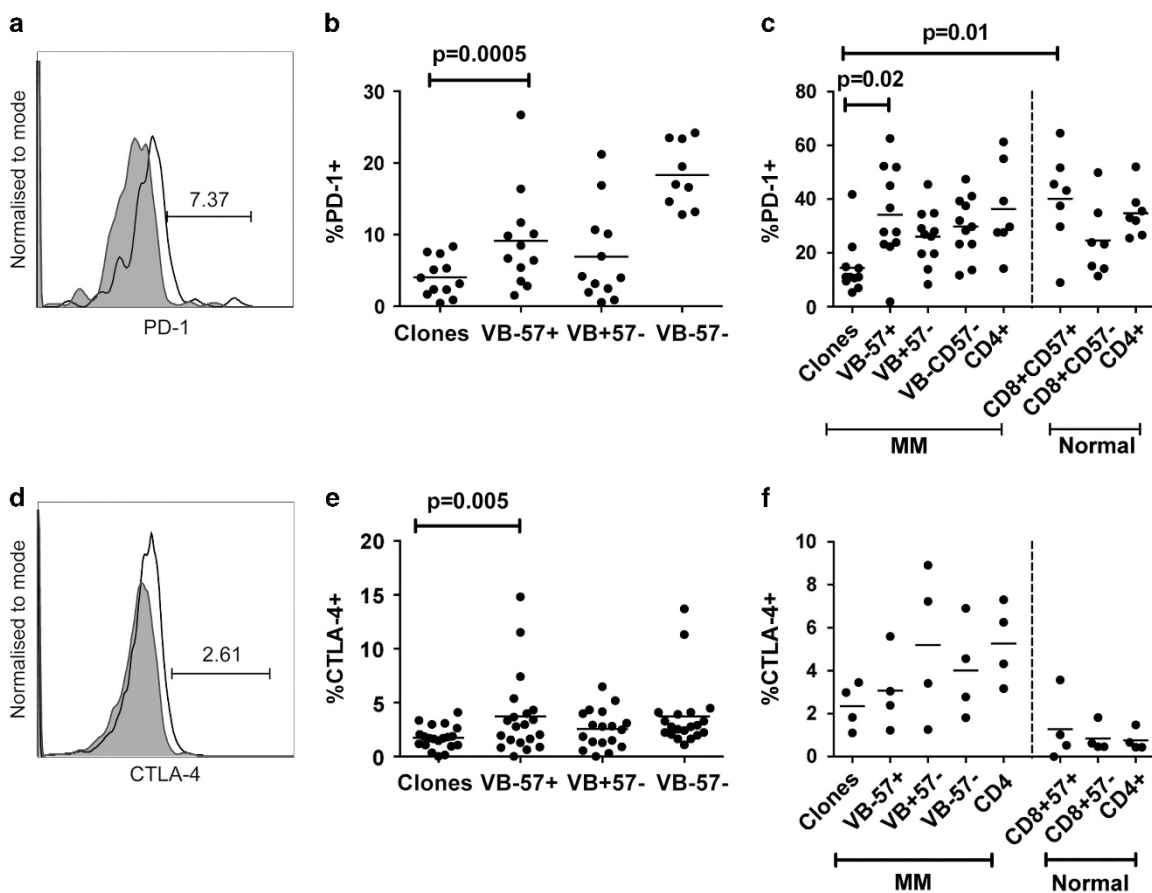 a
Normalised to mode
7.37
PD-1
b
p=0.0005
%PD-1+
30
20
10
0
Clones VB-57+ VB+57- VB-57-
c
p=0.01
p=0.02
%PD-1+
80
60
40
20
0
Clones
VB-57+
VB+57-
VB-CD57-
CD4+
CD8+CD57+
CD8+CD57-
CD4+
MM Normal
d
Normalised to mode
2.61
CTLA-4
e
p=0.005
%CTLA-4+
20
15
10
5
0
Clones VB-57+ VB+57- VB-57-
f
%CTLA-4+
10
8
6
4
2
0
Clones
VB-57+
VB+57-
VB-57-
CD4
CD8+57+
CD8+57-
CD4+
MM Normal